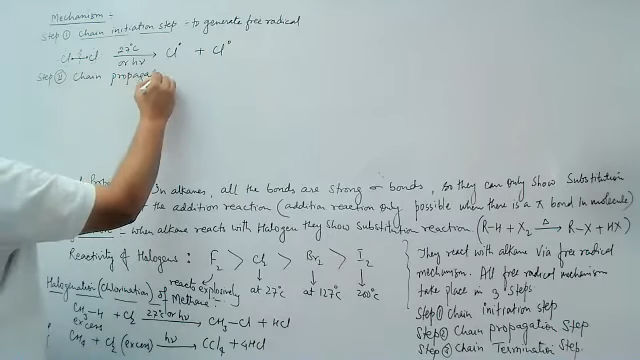 Mechanism :-
Step ① Chain initiation step - to generate free radical
Cl Cl 27°C or hν → Cl• + Cl•
Step ② Chain propaga
In alkanes, all the bonds are strong σ bonds, so they can only show Substitution
the addition reaction (addition reaction only possible when there is a π bond in molecule)
- when alkane reacts with Halogen they show Substitution reaction (R-H + X₂ →Δ R-X + HX)
Reactivity of Halogens : F₂ > Cl₂ > Br₂ > I₂
reacts explosively at 27°C at 127°C 200°C
Halogenation (Chlorination) of Methane :-
CH₃-H + Cl₂ 27°C or hν → CH₃-Cl + HCl
excess
CH₄ + Cl₂ (excess) hν → CCl₄ + 4HCl
They react with alkane via free radical
mechanism. All free radical mechanism
take place in 3 steps
Step ① Chain initiation step
Step ② Chain propagation Step
Step ③ Chain Termination Step.